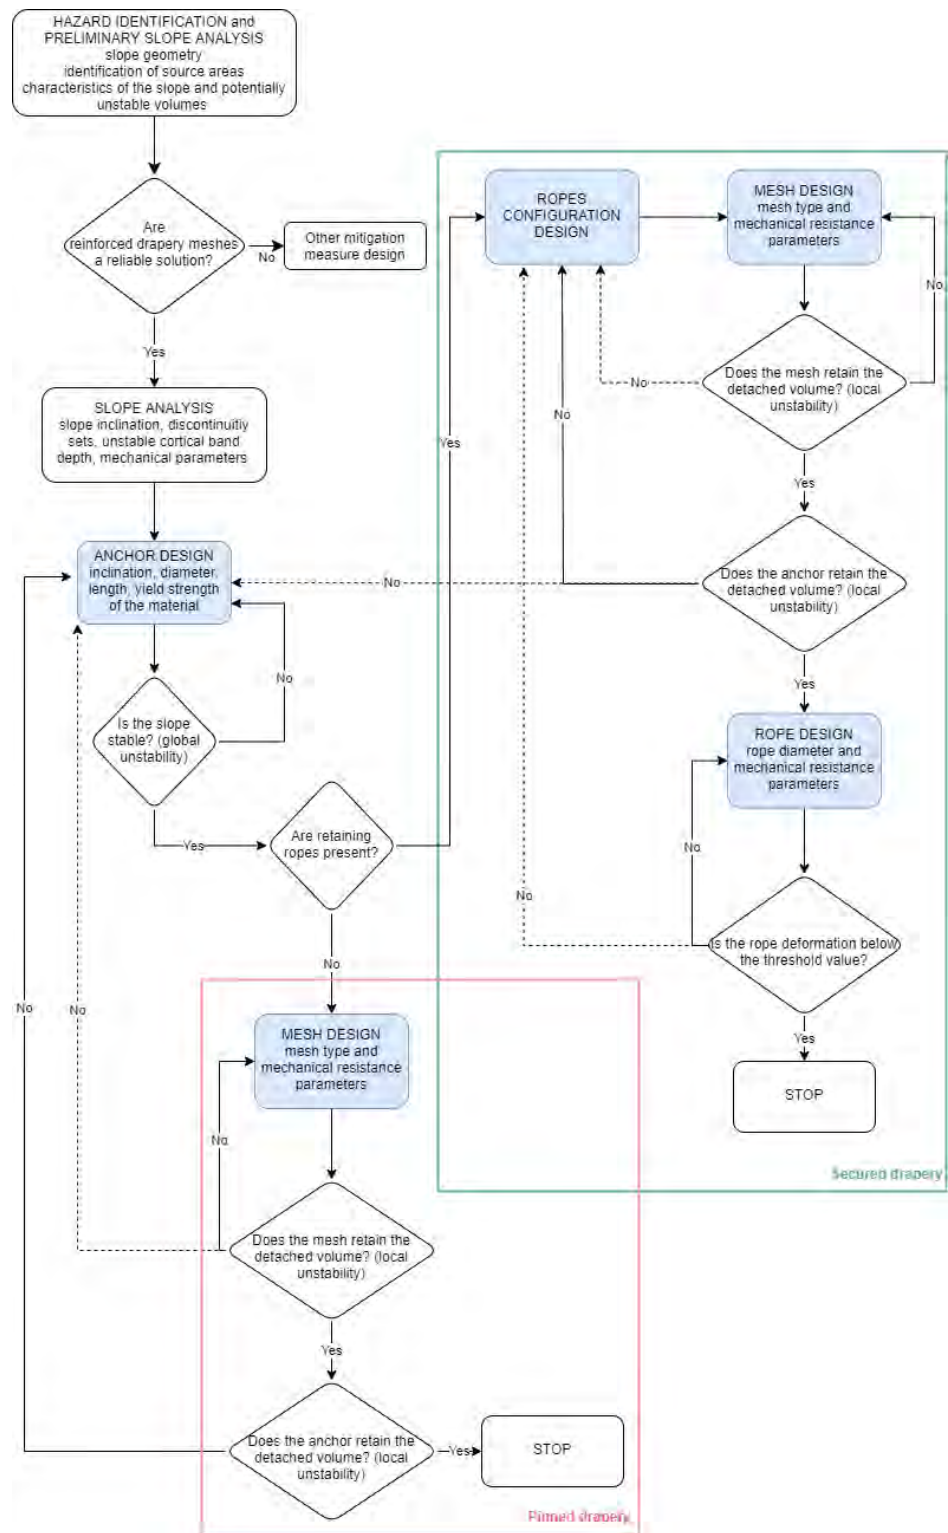 HAZARD IDENTIFICATION and
PRELIMINARY SLOPE ANALYSIS
slope geometry
identification of source areas
characteristics of the slope and potentially
unstable volumes
Are
reinforced drapery meshes
a reliable solution?
No
Other mitigation
measure design
Yes
SLOPE ANALYSIS
slope inclination, discontinuitiy
sets, unstable cortical band
depth, mechanical parameters
ANCHOR DESIGN
inclination, diameter,
length, yield strength
of the material
Is the slope
stable? (global
unstability)
No
Yes
Are retaining
ropes present?
Yes
No
ROPES
CONFIGURATION
DESIGN
MESH DESIGN
mesh type and
mechanical resistance
parameters
No
Does the mesh retain the
detached volume? (local
unstability)
No
Yes
No
Does the anchor retain the
detached volume? (local
unstability)
No
Yes
ROPE DESIGN
rope diameter and
mechanical resistance
parameters
No
No
Is the rope deformation below
the threshold value?
Yes
STOP
Secured drapery
MESH DESIGN
mesh type and
mechanical resistance
parameters
No
No
No
Does the mesh retain the
detached volume? (local
unstability)
Yes
Does the anchor retain the
detached volume? (local
unstability)
Yes
STOP
Pinned drapery